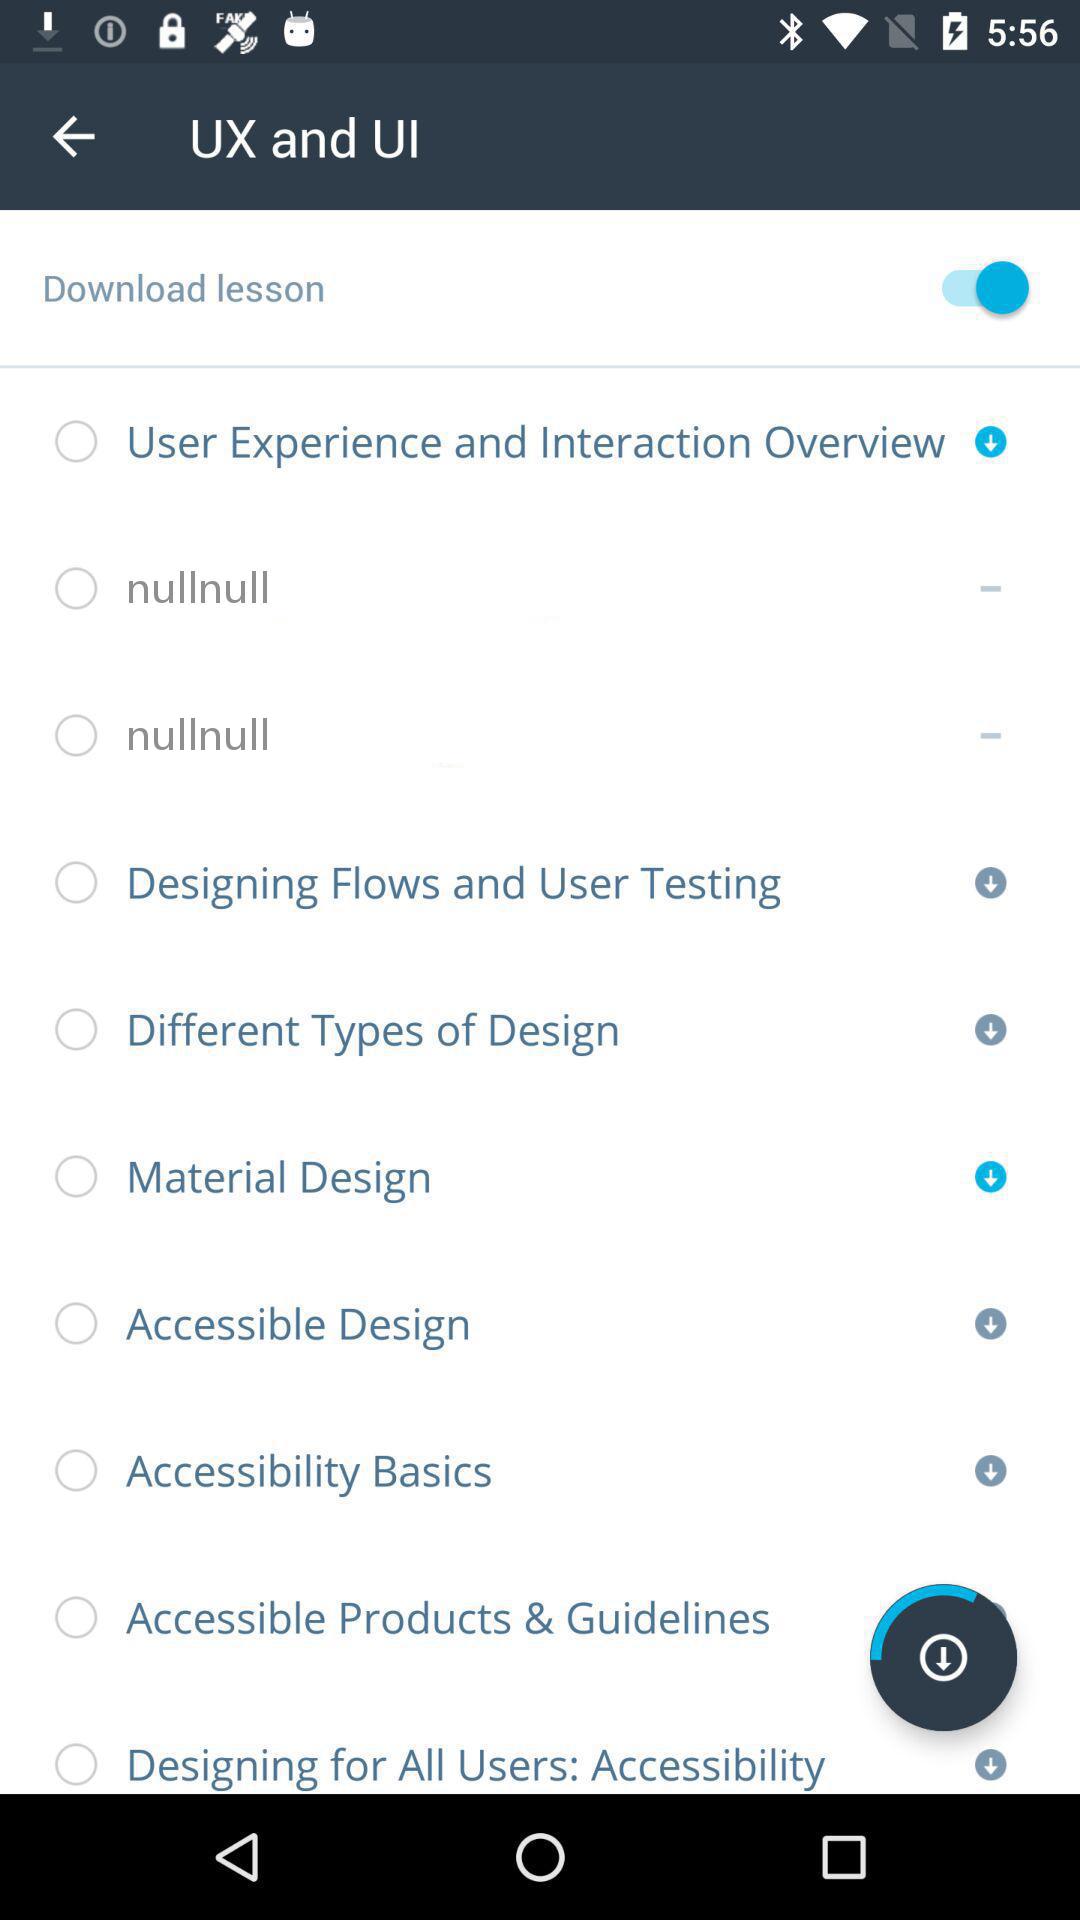 FAKE
5:56
UX and UI
Download lesson
User Experience and Interaction Overview
nullnull
nullnull
Designing Flows and User Testing
Different Types of Design
Material Design
Accessible Design
Accessibility Basics
Accessible Products & Guidelines
Designing for All Users: Accessibility